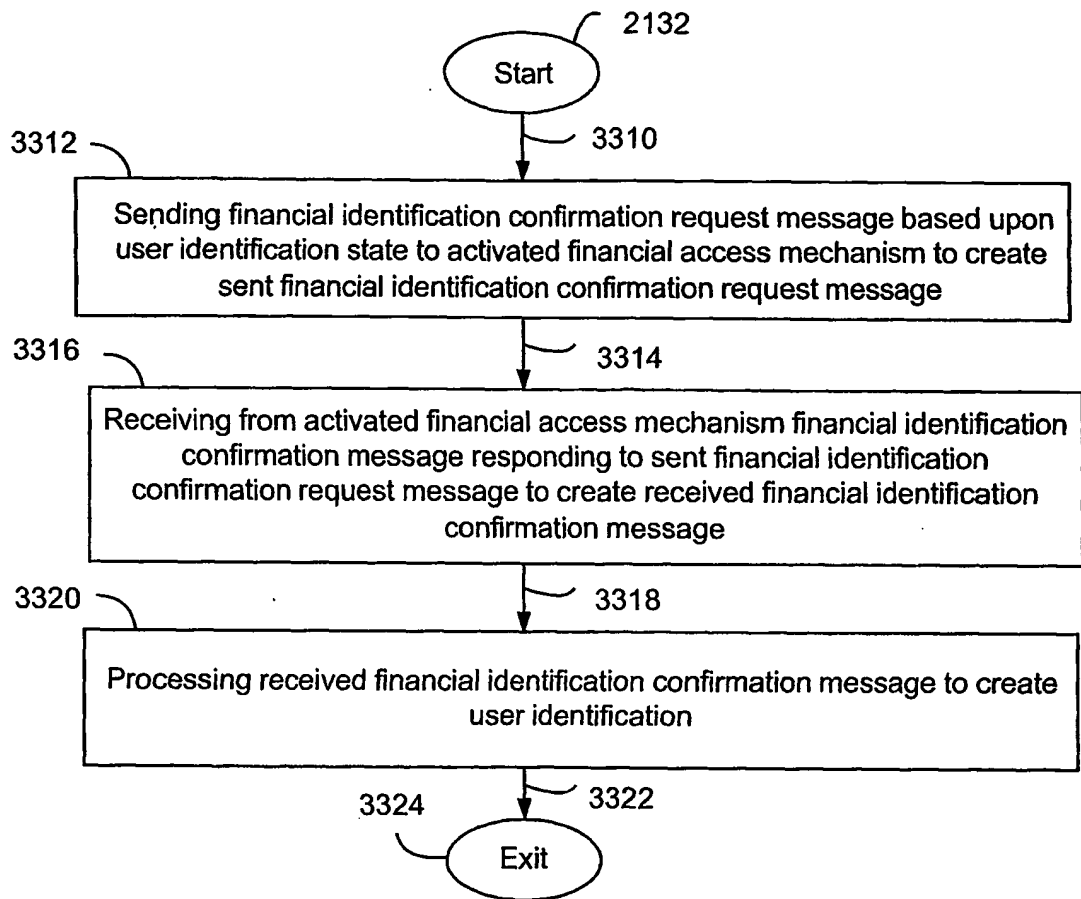 2132
Start
3310
3312
Sending financial identification confirmation request message based upon
user identification state to activated financial access mechanism to create
sent financial identification confirmation request message
3314
3316
Receiving from activated financial access mechanism financial identification
confirmation message responding to sent financial identification
confirmation request message to create received financial identification
confirmation message
3318
3320
Processing received financial identification confirmation message to create
user identification
3322
3324
Exit